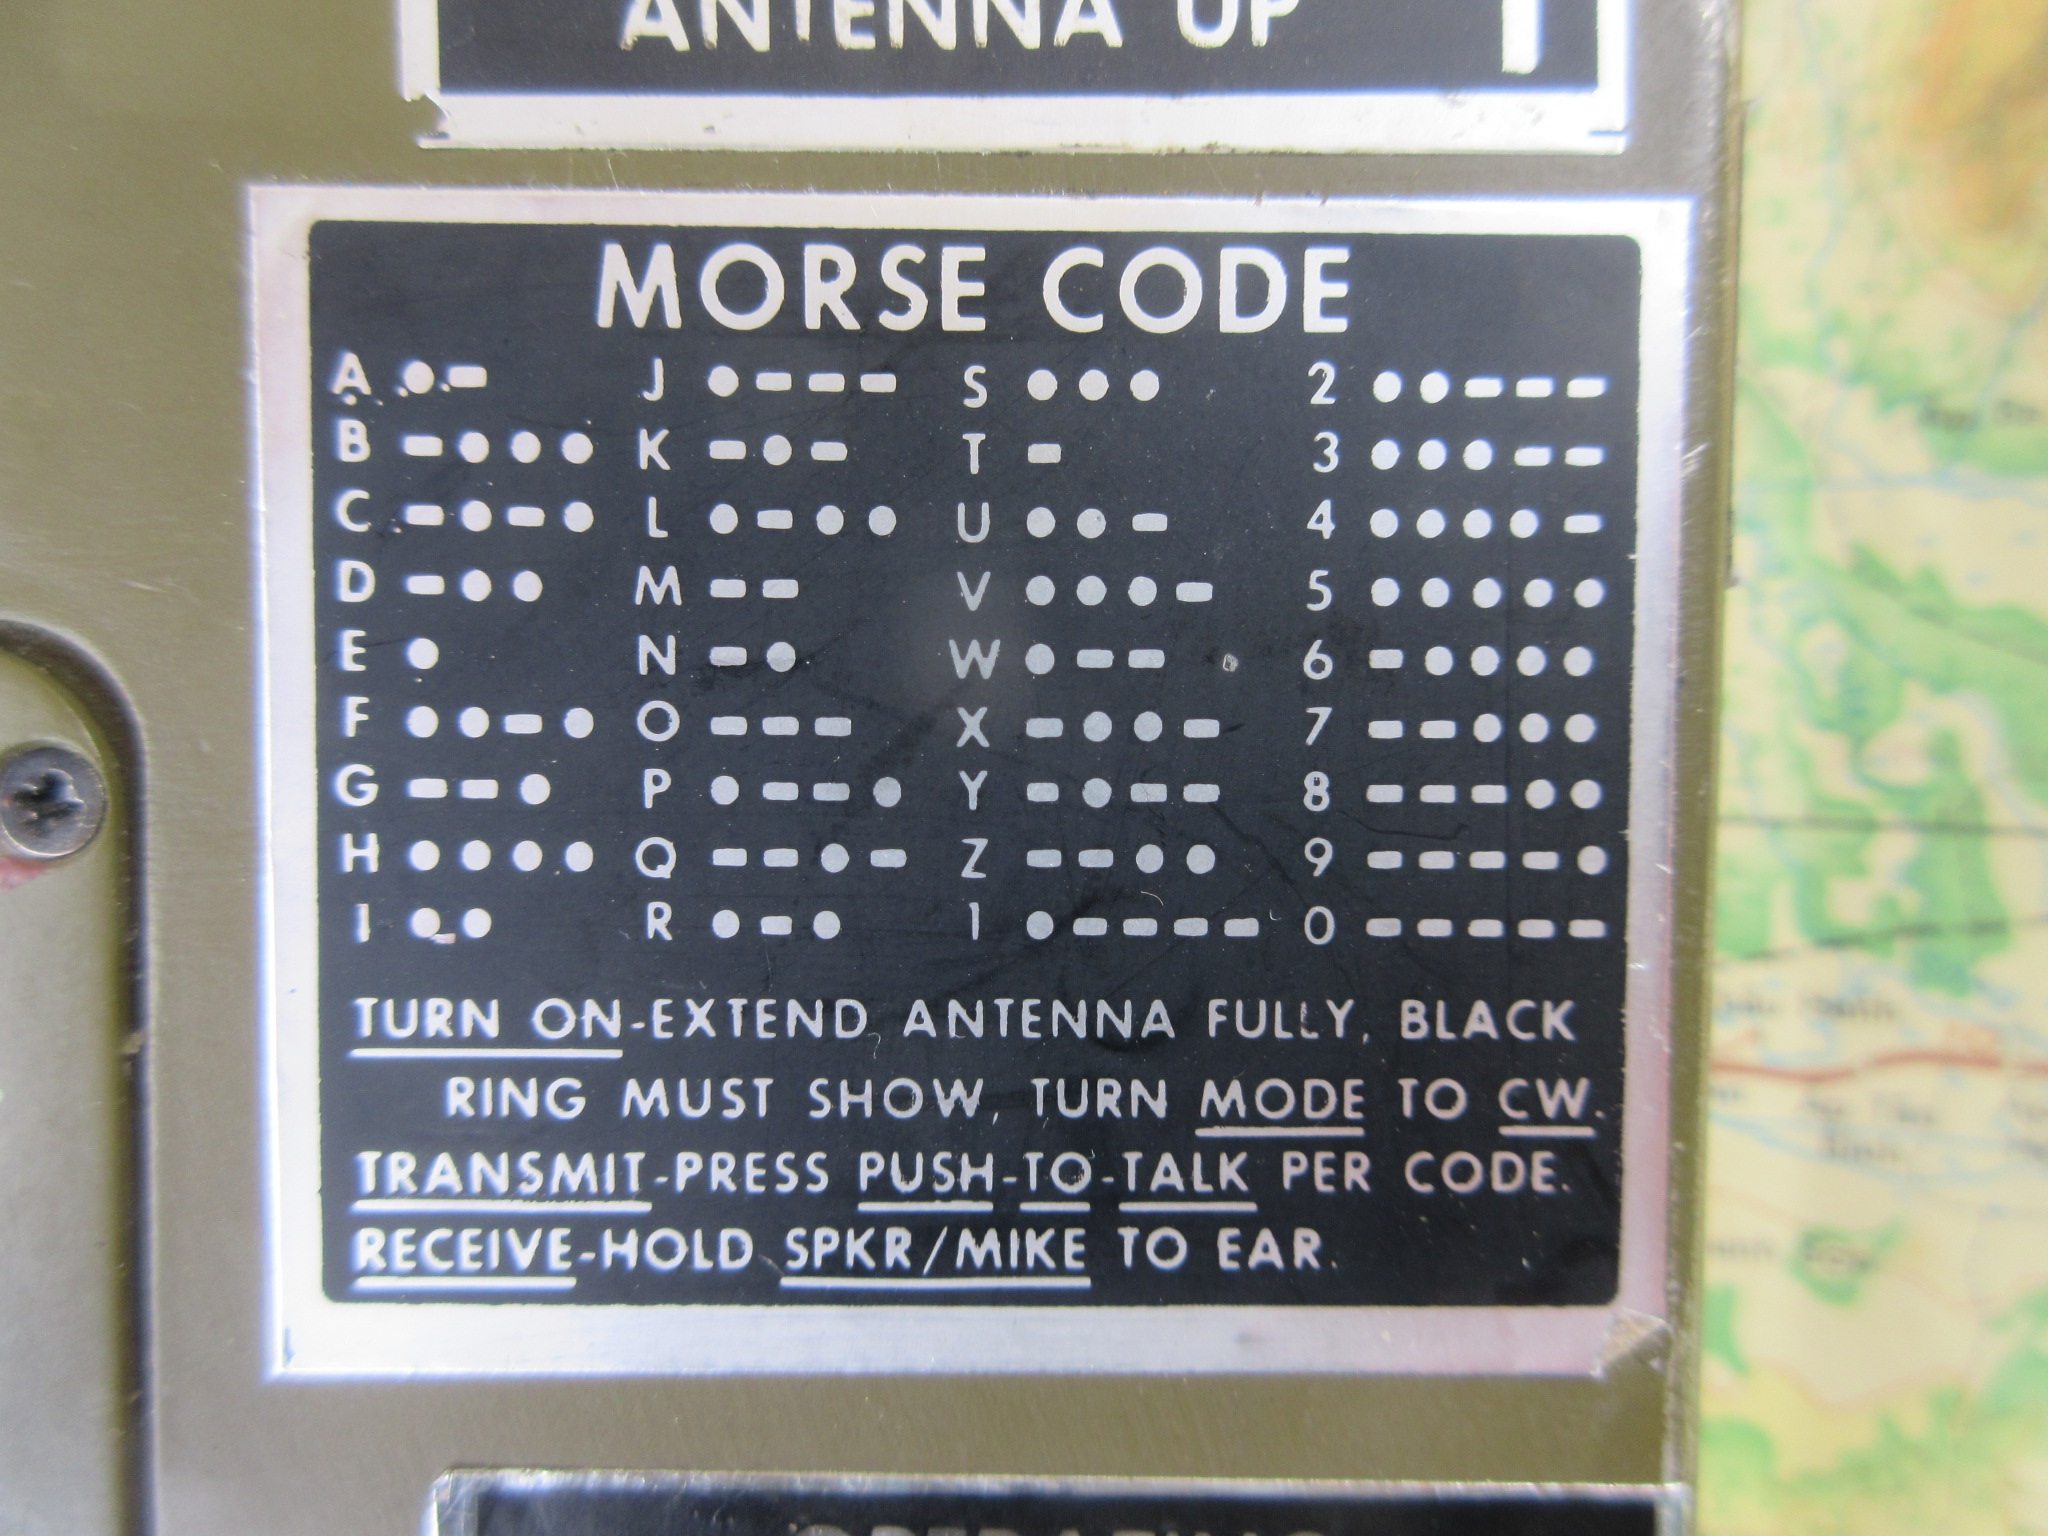 ANTENNA UP
MORSE CODE
A •- J •--- S ••• 2 ••---
B -••• K -•- T - 3 •••--
C -•-• L •-•• U ••- 4 ••••-
D -•• M -- V •••- 5 •••••
E • N -• W •-- 6 -••••
F ••-• O --- X -••- 7 --•••
G --• P •--• Y -•-- 8 ---••
H •••• Q --•- Z --•• 9 ----•
I •• R •-• 1 •---- 0 -----
TURN ON-EXTEND ANTENNA FULLY, BLACK
RING MUST SHOW, TURN MODE TO CW.
TRANSMIT-PRESS PUSH-TO-TALK PER CODE.
RECEIVE-HOLD SPKR/MIKE TO EAR.